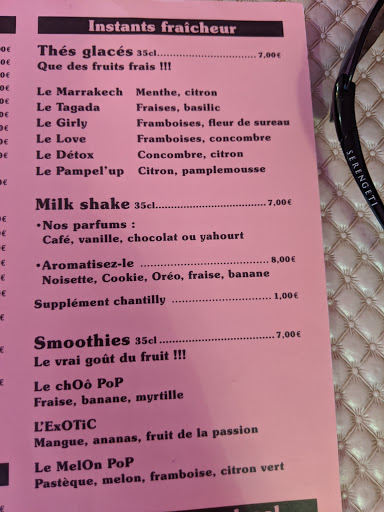 Instants fraîcheur
Thés glacés 35cl.......................... 7,00€
Que des fruits frais !!!
Le Marrakech Menthe, citron
Le Tagada Fraises, basilic
Le Girly Framboises, fleur de sureau
Le Love Framboises, concombre
Le Détox Concombre, citron
Le Pampel'up Citron, pamplemousse
Milk shake 35cl.......................... 7,00€
•Nos parfums :
Café, vanille, chocolat ou yahourt
•Aromatisez-le .......................... 8,00€
Noisette, Cookie, Oréo, fraise, banane
Supplément chantilly .................... 1,00€
Smoothies 35cl.......................... 7,00€
Le vrai goût du fruit !!!
Le chOô PoP
Fraise, banane, myrtille
L'ExOTiC
Mangue, ananas, fruit de la passion
Le MelOn PoP
Pastèque, melon, framboise, citron vert
SERENGETI